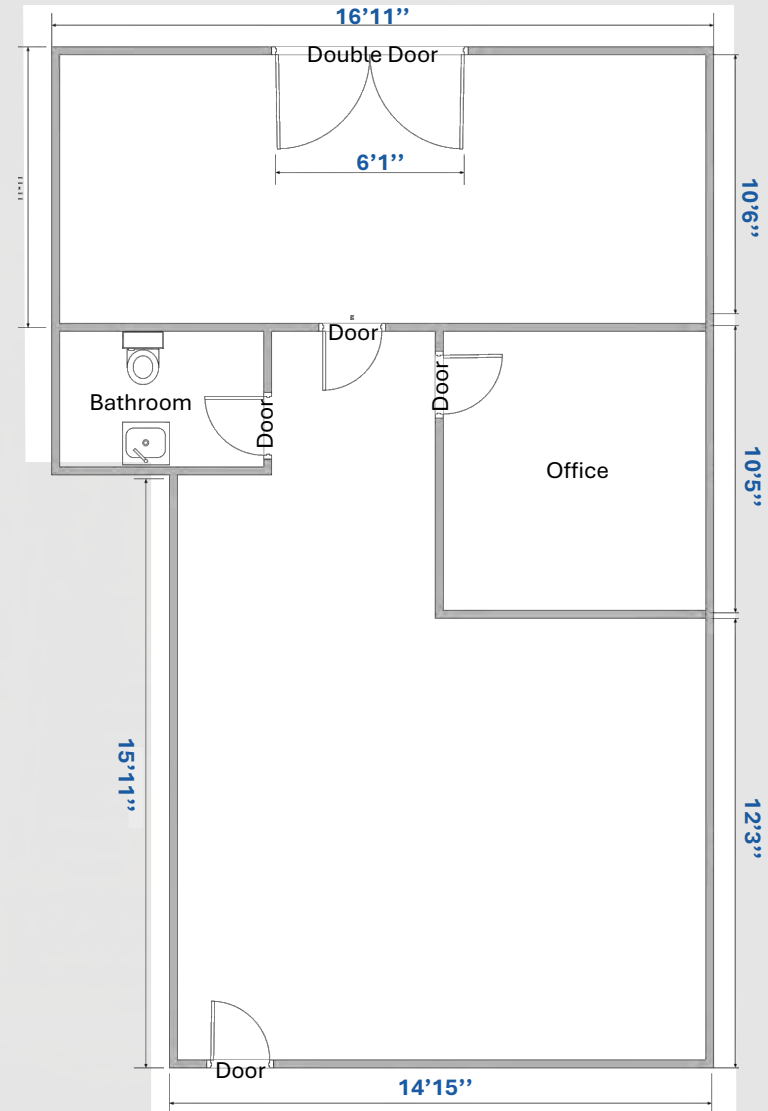 16’11’’
Double Door
6’1’’
10’6’’
Door
Bathroom
Door
Door
Office
10’5’’
15’11’’
12’3’’
Door
14’15’’